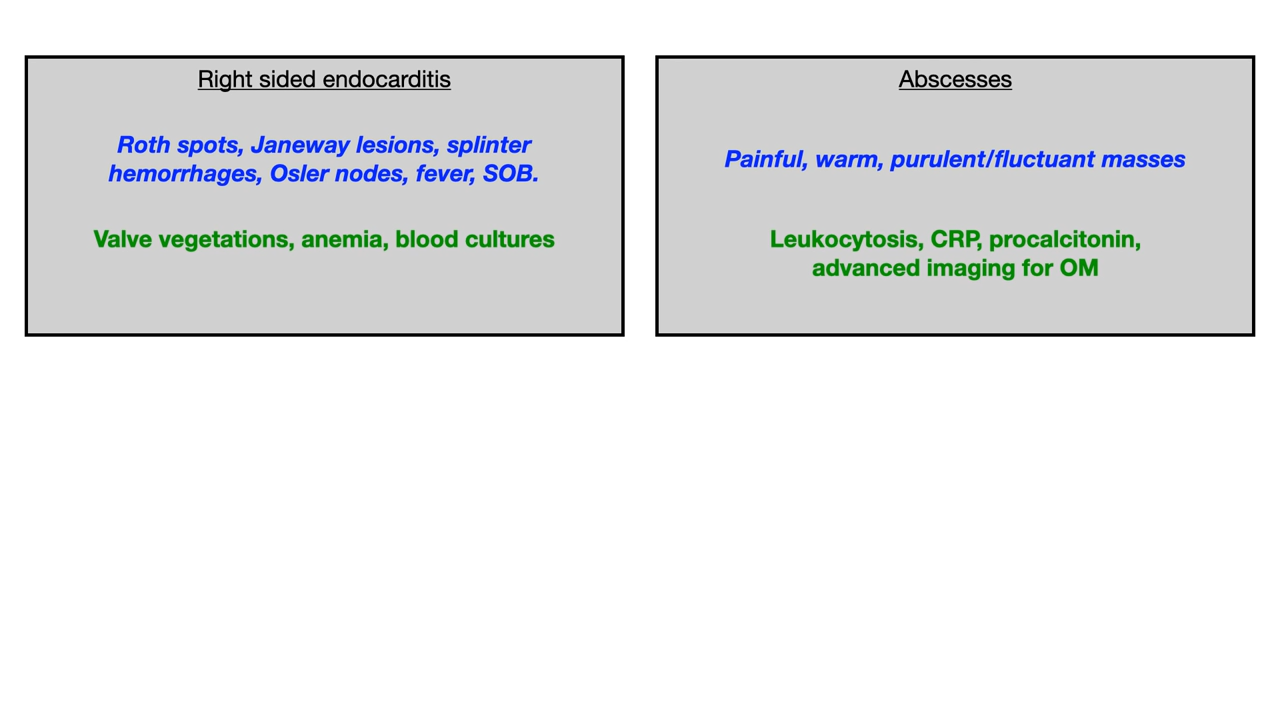 Right sided endocarditis
Roth spots, Janeway lesions, splinter
hemorrhages, Osler nodes, fever, SOB.
Valve vegetations, anemia, blood cultures
Abscesses
Painful, warm, purulent/fluctuant masses
Leukocytosis, CRP, procalcitonin,
advanced imaging for OM